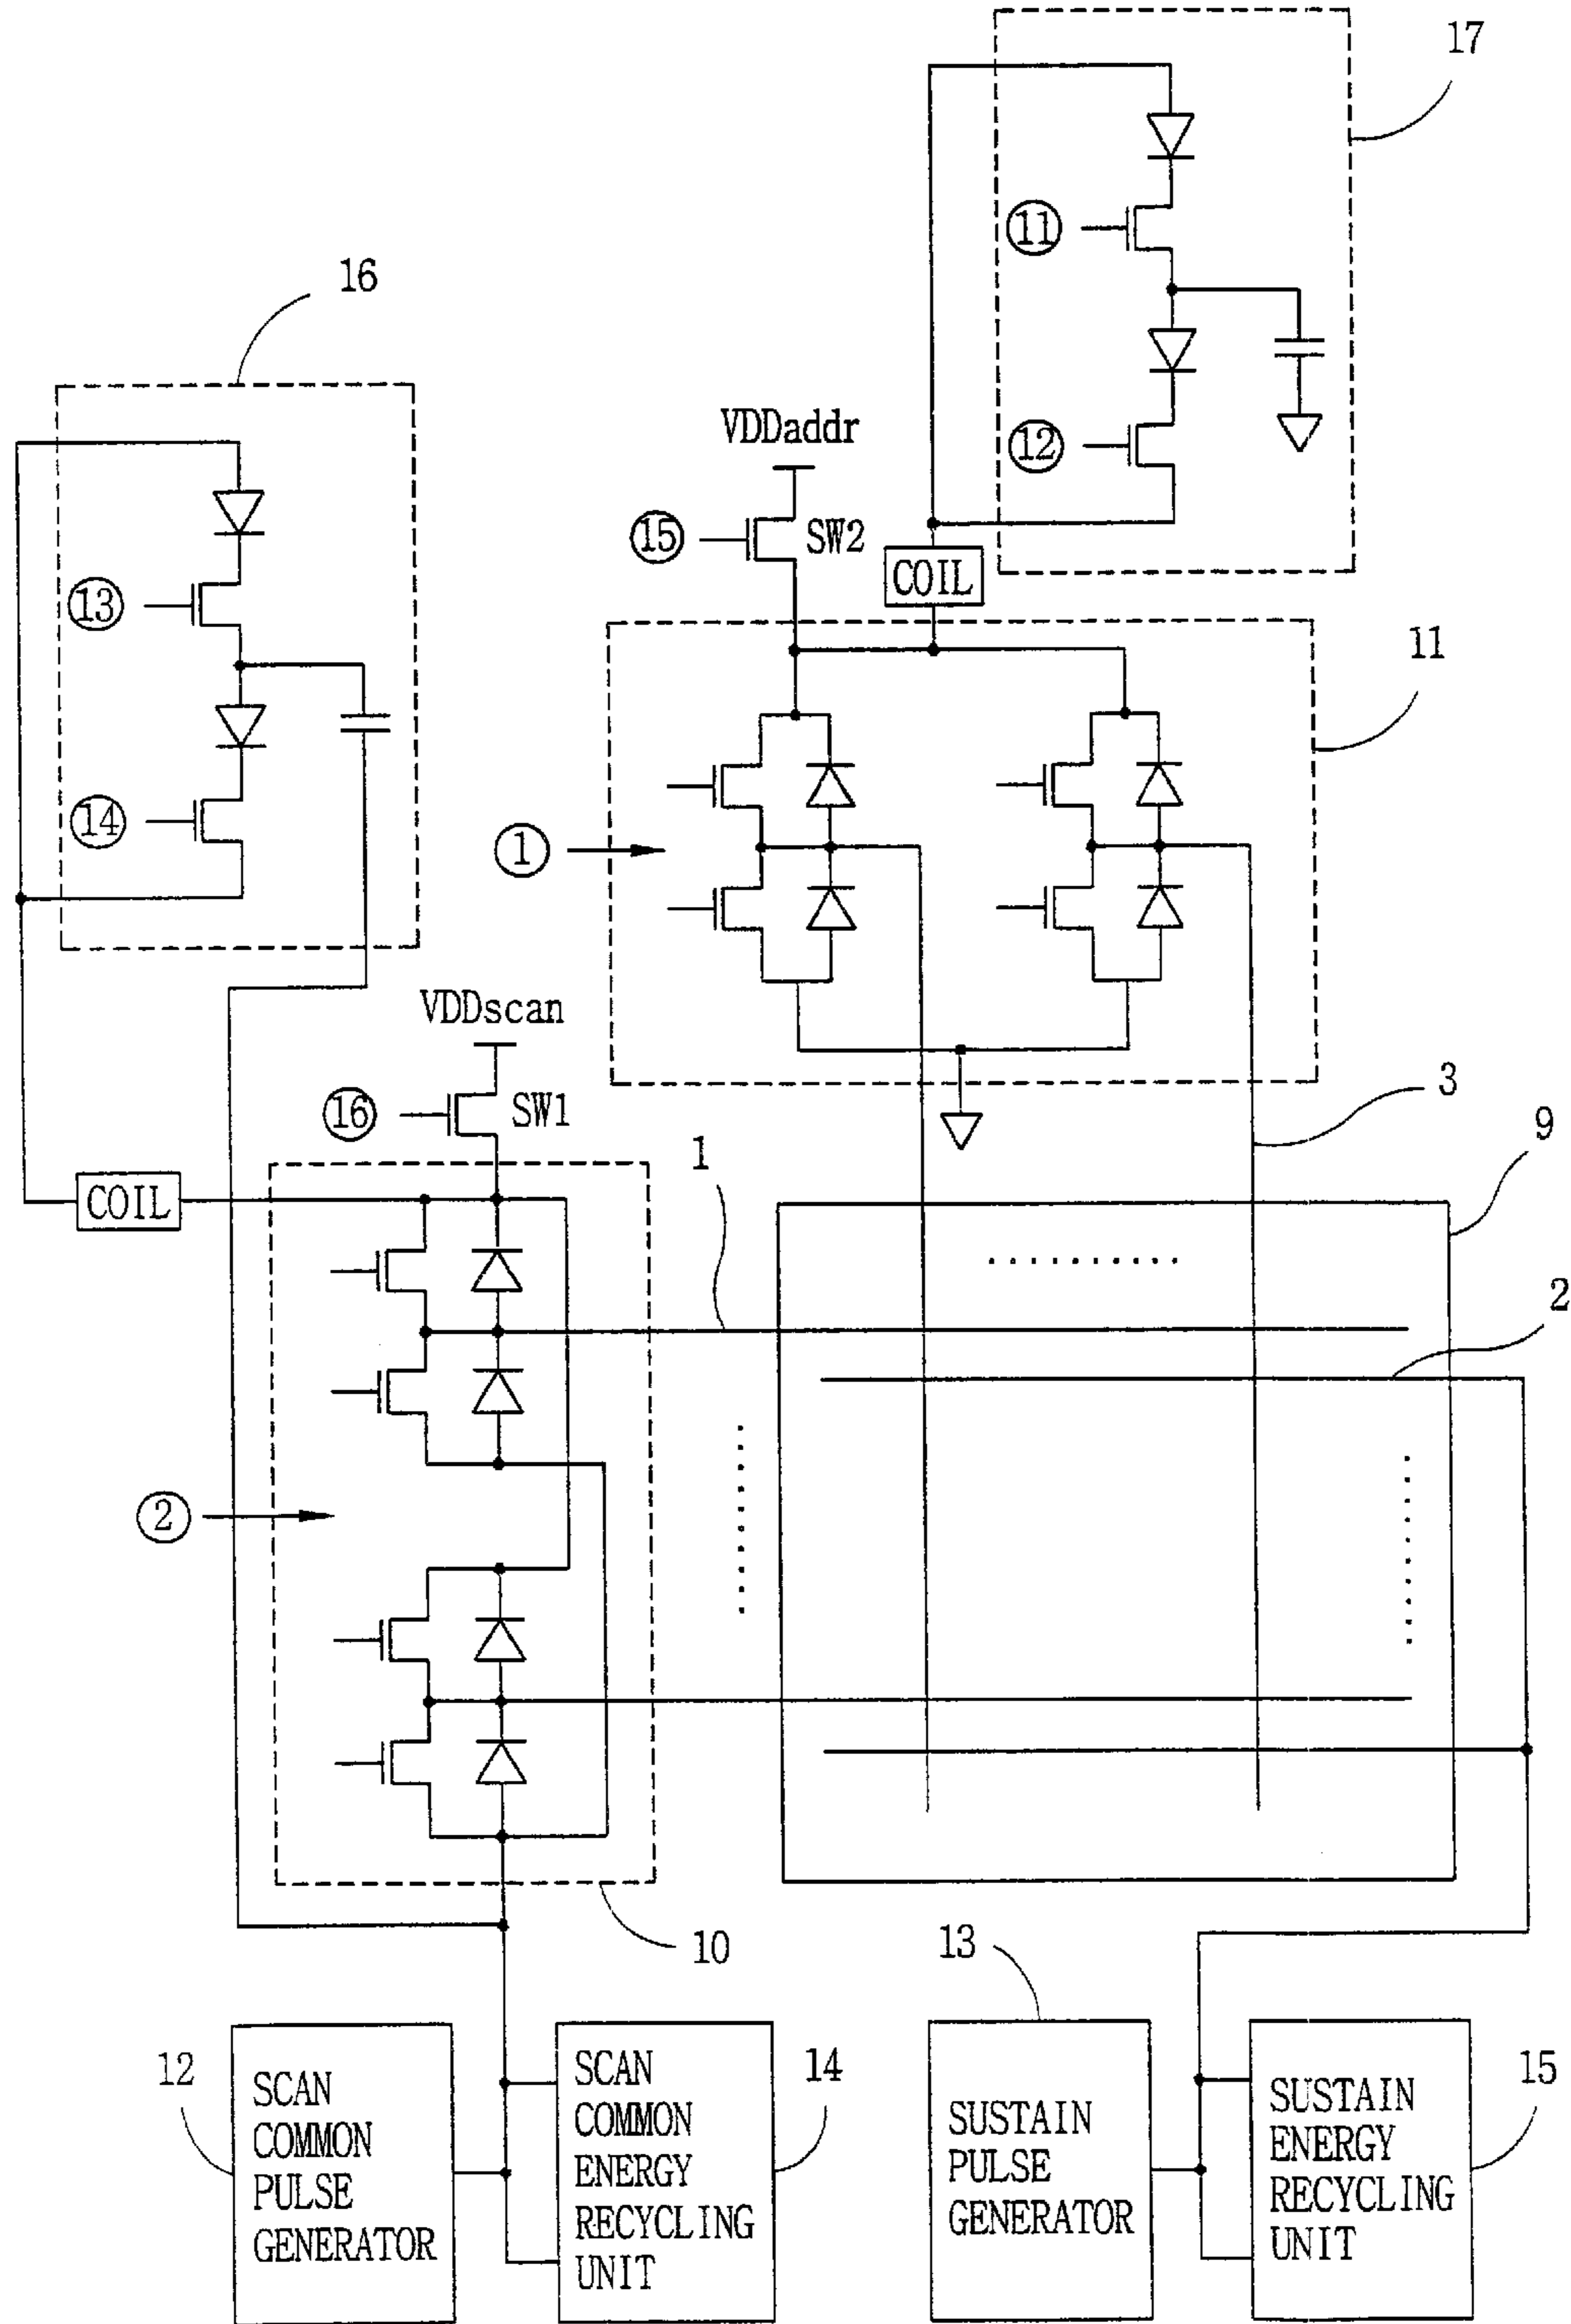 17
⑪
16
⑫
VDDaddr
⑮
SW2
COIL
⑬
11
⑭
①
VDDscan
3
⑯
SW1
9
1
COIL
2
②
10
13
12
SCAN
COMMON
PULSE
GENERATOR
SCAN
COMMON
ENERGY
RECYCLING
UNIT
14
SUSTAIN
PULSE
GENERATOR
SUSTAIN
ENERGY
RECYCLING
UNIT
15